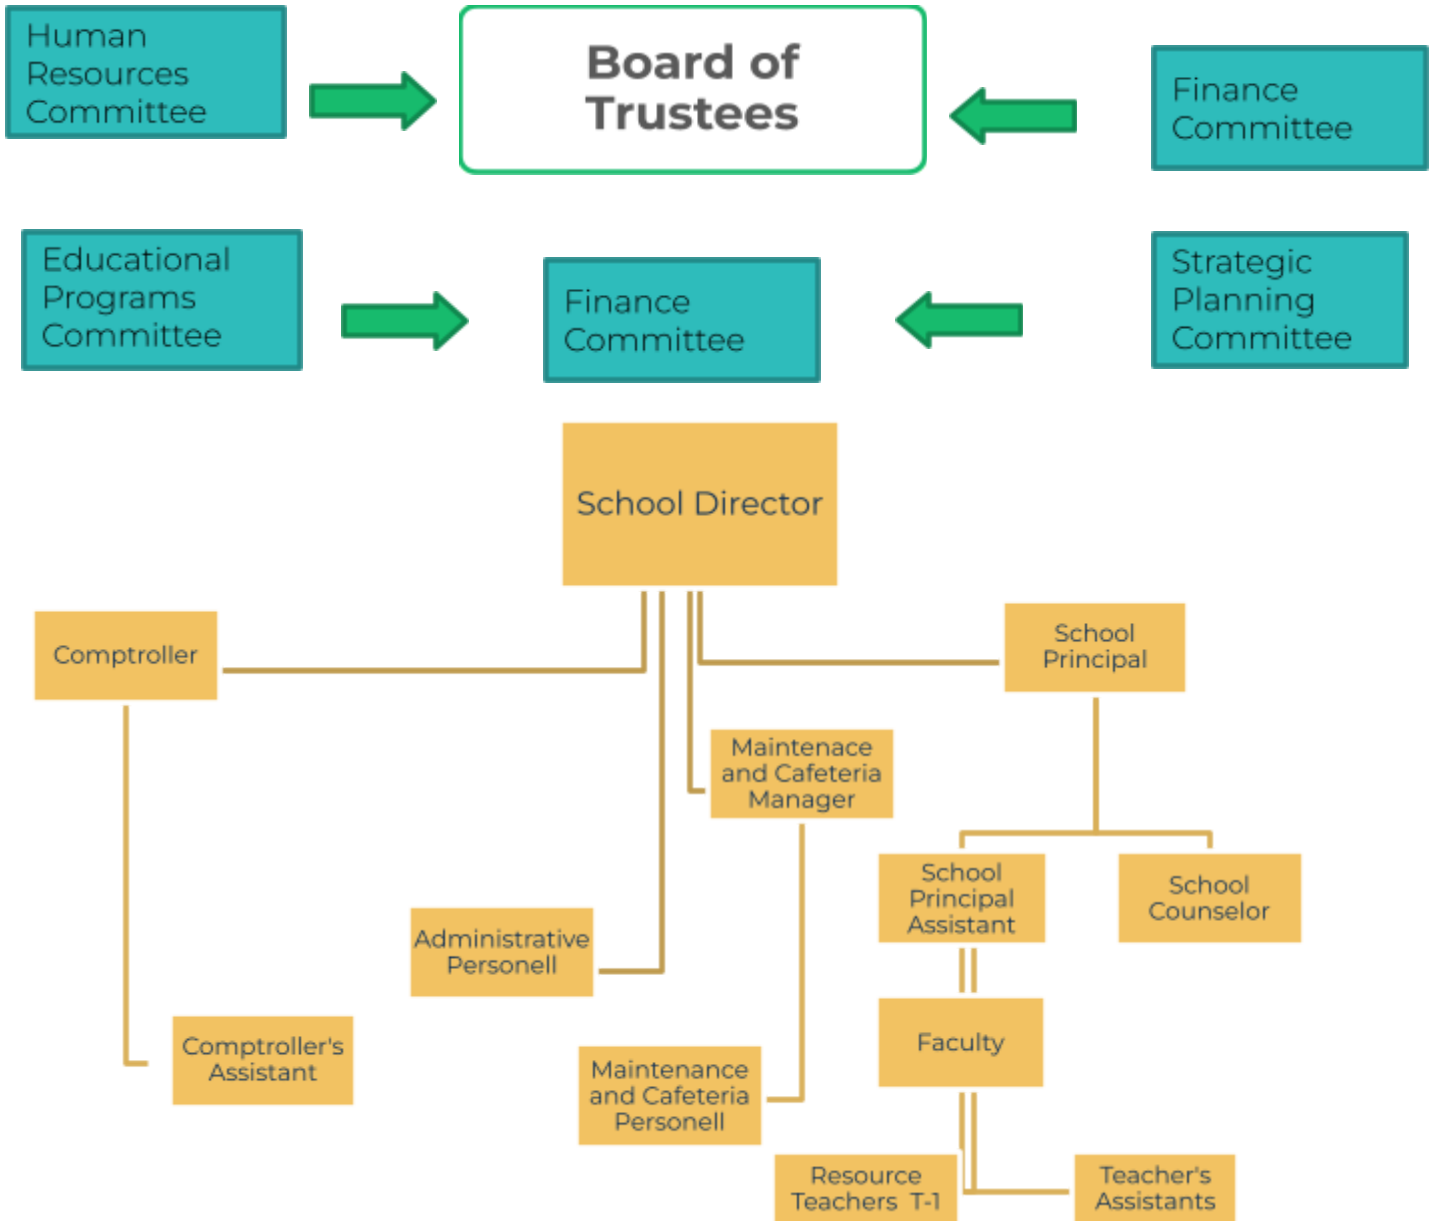 Human
Resources
Committee
Board of
Trustees
Finance
Committee
Educational
Programs
Committee
Finance
Committee
Strategic
Planning
Committee
School Director
Comptroller
School
Principal
Maintenace
and Cafeteria
Manager
School
Principal
Assistant
School
Counselor
Administrative
Personell
Faculty
Comptroller's
Assistant
Maintenance
and Cafeteria
Personell
Resource
Teachers T-1
Teacher's
Assistants